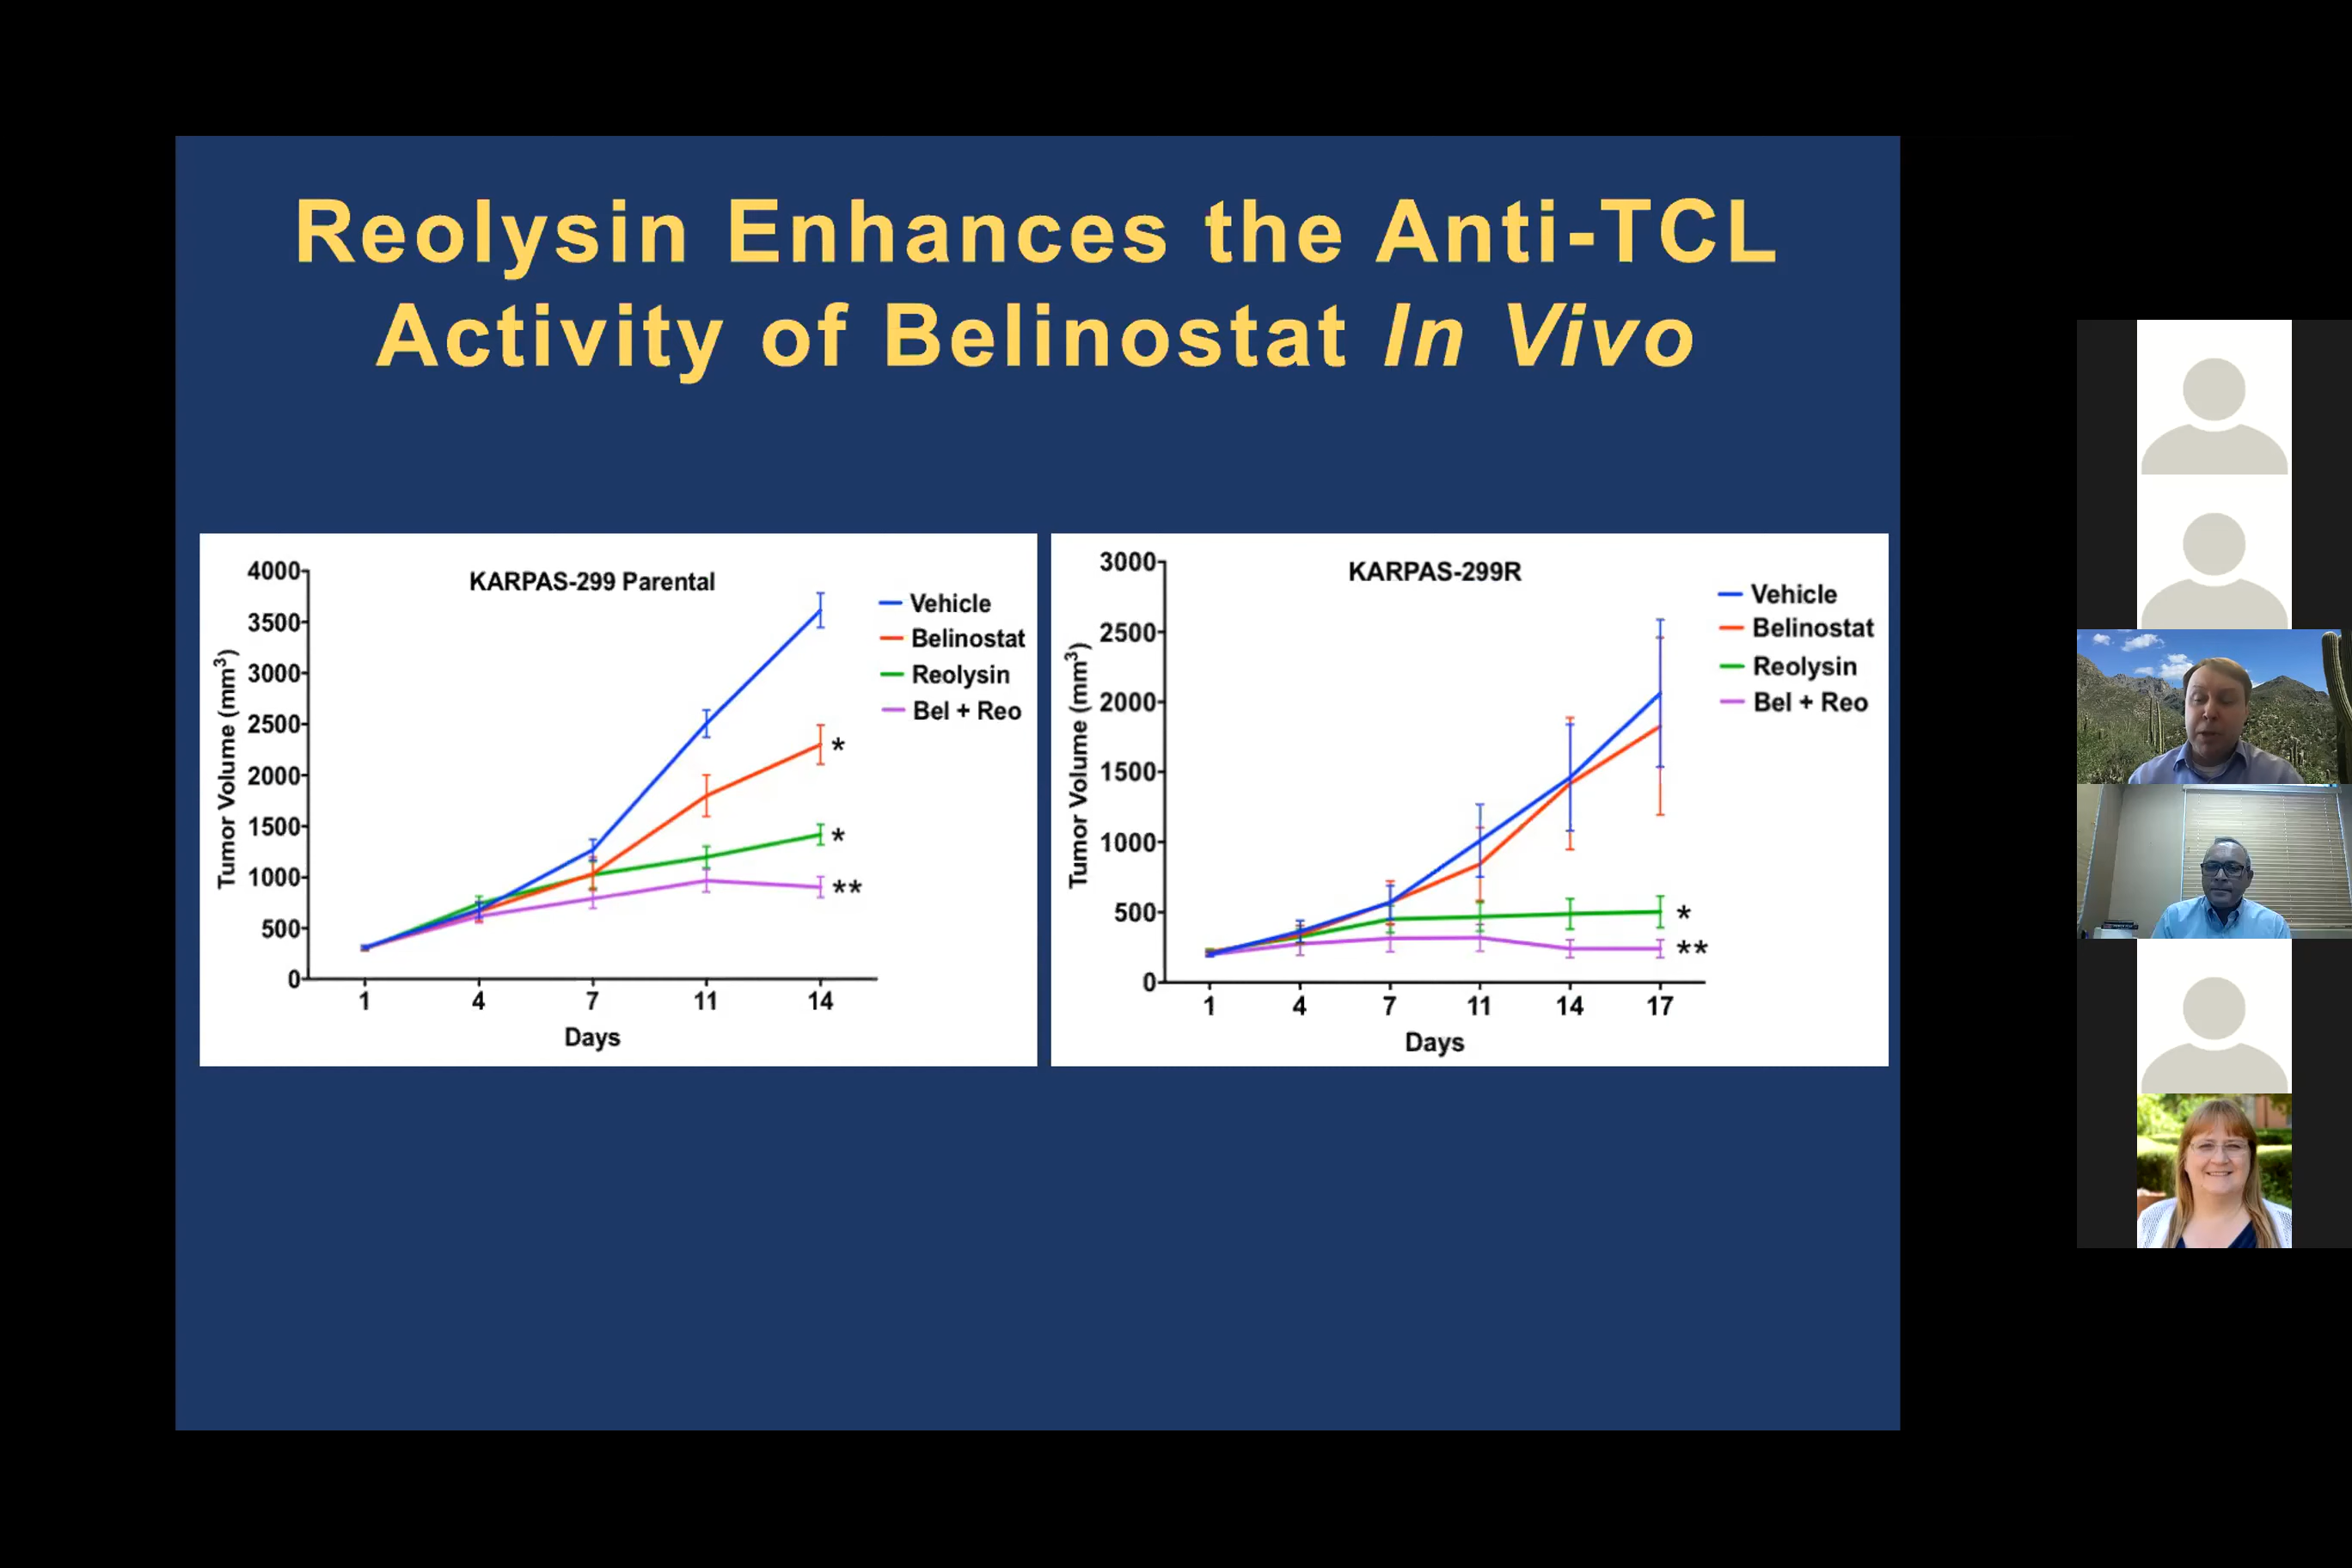 Reolysin Enhances the Anti-TCL
Activity of Belinostat In Vivo
KARPAS-299 Parental
Tumor Volume (mm³)
4000
3500
3000
2500
2000
1500
1000
500
0
1 4 7 11 14
Days
Vehicle
Belinostat
Reolysin
Bel + Reo
*
*
**
KARPAS-299R
Tumor Volume (mm³)
3000
2500
2000
1500
1000
500
0
1 4 7 11 14 17
Days
Vehicle
Belinostat
Reolysin
Bel + Reo
*
**